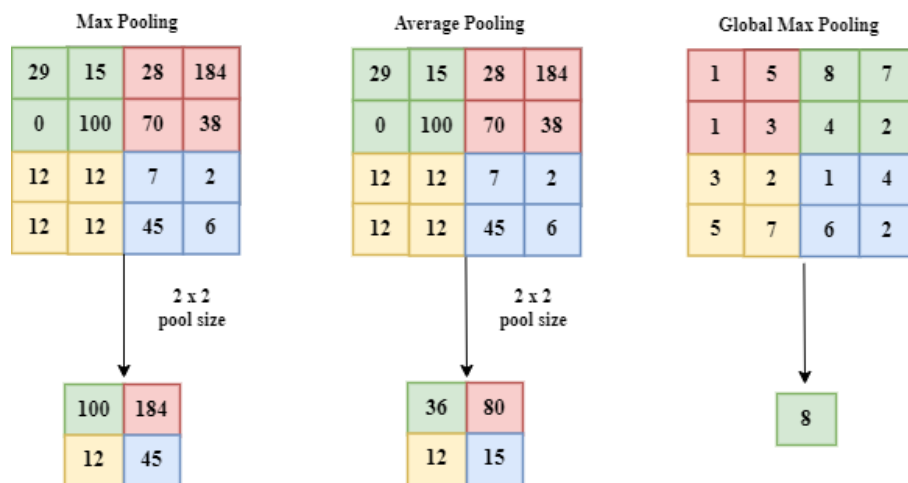 Max Pooling
29 15 28 184
0 100 70 38
12 12 7 2
12 12 45 6
2 x 2
pool size
100 184
12 45
Average Pooling
29 15 28 184
0 100 70 38
12 12 7 2
12 12 45 6
2 x 2
pool size
36 80
12 15
Global Max Pooling
1 5 8 7
1 3 4 2
3 2 1 4
5 7 6 2
8